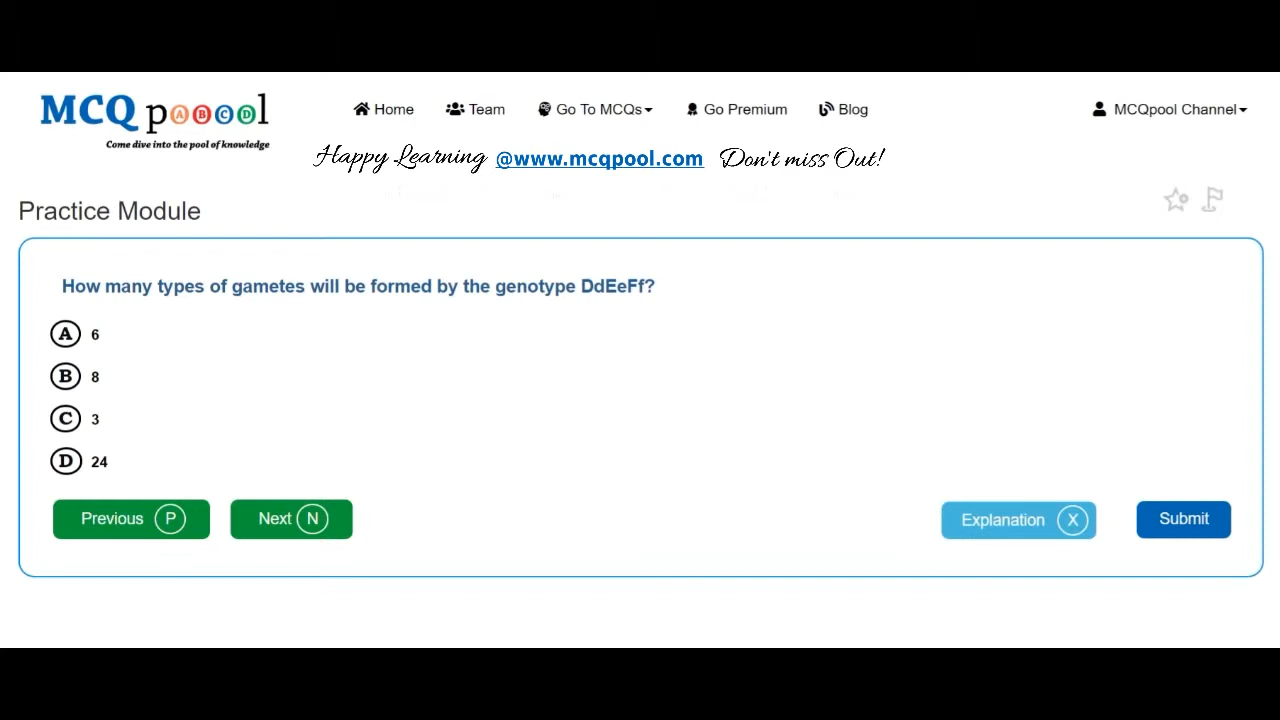 MCQ pABCDl
Come dive into the pool of knowledge
Home Team Go To MCQs Go Premium Blog MCQpool Channel
Happy Learning @www.mcqpool.com Don't miss Out!
Practice Module
How many types of gametes will be formed by the genotype DdEeFf?
A 6
B 8
C 3
D 24
Previous P Next N Explanation X Submit